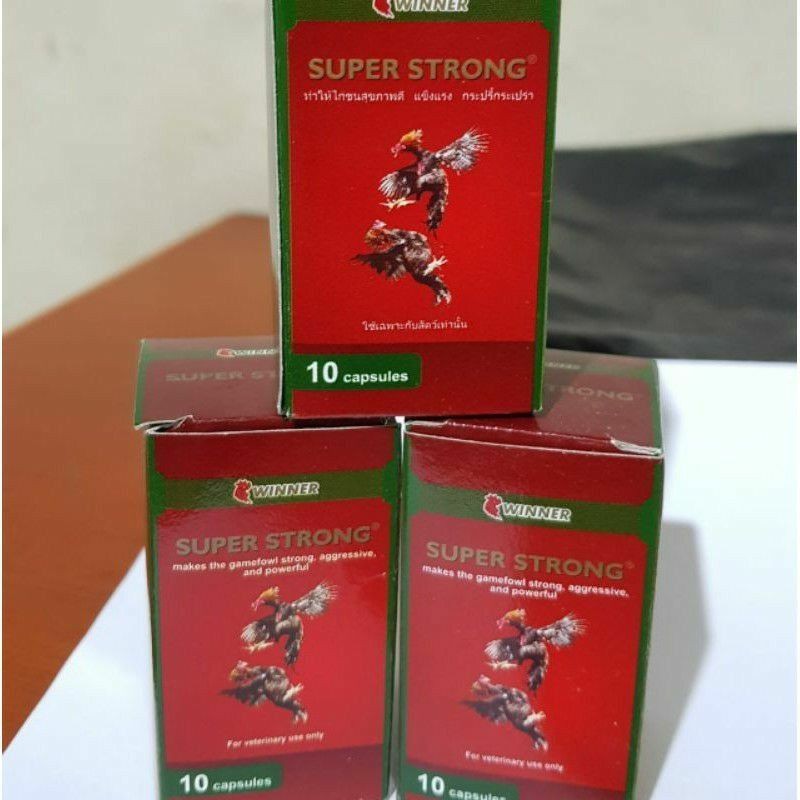 WINNER
SUPER STRONG®
ทำให้ไก่ชนสุขภาพดี แข็งแรง กระปรี้กระเปร่า
ใช้เฉพาะกับสัตว์เท่านั้น
10 capsules
WINNER
SUPER STRONG
WINNER
SUPER STRONG®
makes the gamefowl strong, aggressive,
and powerful
For veterinary use only
10 capsules
STRONG
WINNER
SUPER STRONG®
makes the gamefowl strong, aggressive,
and powerful
For veterinary use only
10 capsules